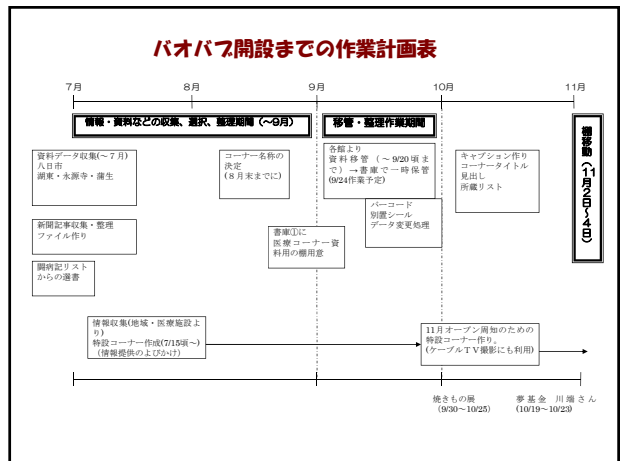 バオバブ開設までの作業計画表
7月
8月
9月
10月
11月
情報・資料などの収集、選択、整理期間（～9月）
移管・整理作業期間
棚移動（11月2日～4日）
資料データ収集(～７月)
八日市
湖東・永源寺・蒲生
コーナー名称の
決定
(８月末までに)
各館より
資料移管（～9/20頃ま
で）→書庫で一時保管
(9/24作業予定)
キャプション作り
コーナータイトル
見出し
所蔵リスト
新聞記事収集・整理
ファイル作り
バーコード
別置シール
データ変更処理
書庫①に
医療コーナー資
料用の棚用意
闘病記リスト
からの選書
情報収集(地域・医療施設よ
り)
特設コーナー作成(7/15頃～)
（情報提供のよびかけ）
11月オープン周知のための
特設コーナー作り。
(ケーブルＴＶ撮影にも利用)
焼きもの展
(9/30～10/25)
夢基金 川端さん
(10/19～10/23)